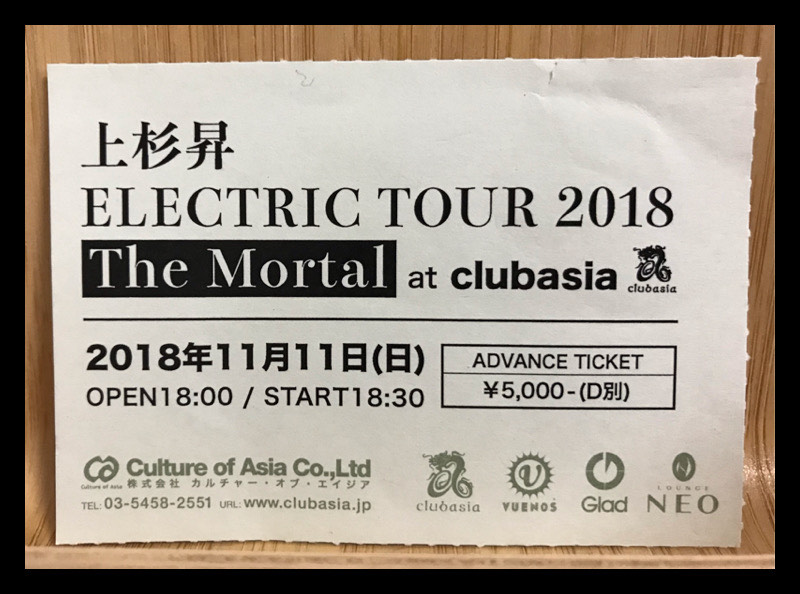 上杉昇
ELECTRIC TOUR 2018
The Mortal at clubasia clubasia
2018年11月11日(日)
OPEN18:00 / START18:30
ADVANCE TICKET
¥5,000-(D別)
Culture of Asia Culture of Asia Co.,Ltd
株式会社 カルチャー・オブ・エイジア
TEL: 03-5458-2551 URL: www.clubasia.jp
clubasia
VUENOS
Glad
LOUNGE
NEO